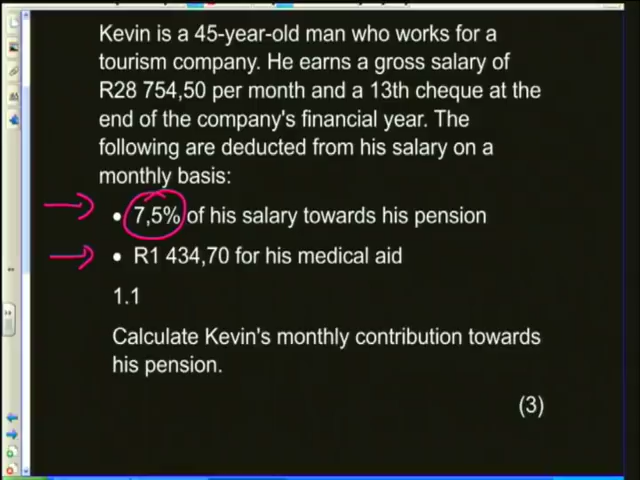 Kevin is a 45-year-old man who works for a
tourism company. He earns a gross salary of
R28 754,50 per month and a 13th cheque at the
end of the company's financial year. The
following are deducted from his salary on a
monthly basis:
• 7,5% of his salary towards his pension
• R1 434,70 for his medical aid
1.1
Calculate Kevin's monthly contribution towards
his pension.
(3)